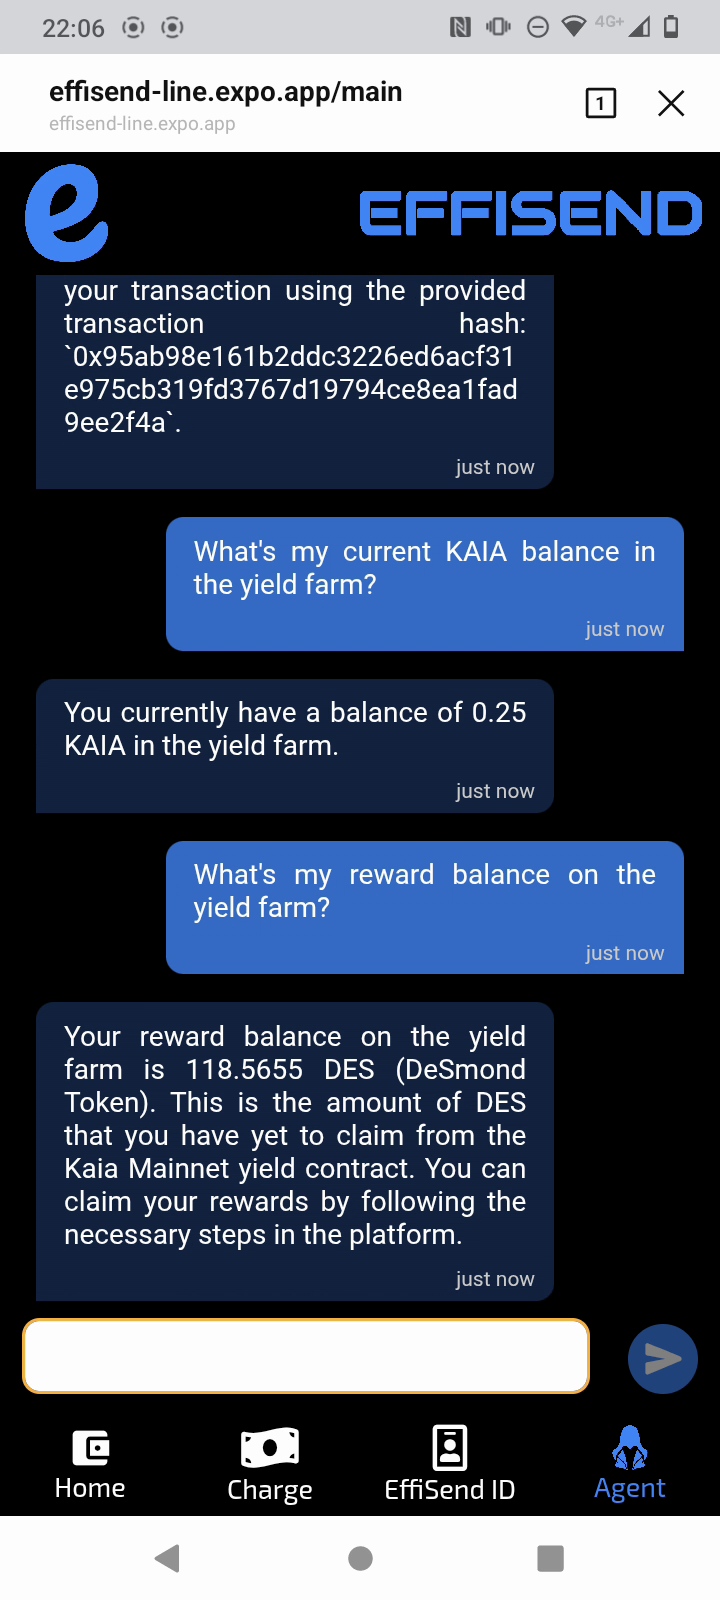 22:06
4G+
effisend-line.expo.app/main
effisend-line.expo.app
1
e
EFFISEND
your transaction using the provided
transaction hash:
`0x95ab98e161b2ddc3226ed6acf31
e975cb319fd3767d19794ce8ea1fad
9ee2f4a`.
just now
What's my current KAIA balance in
the yield farm?
just now
You currently have a balance of 0.25
KAIA in the yield farm.
just now
What's my reward balance on the
yield farm?
just now
Your reward balance on the yield
farm is 118.5655 DES (DeSmond
Token). This is the amount of DES
that you have yet to claim from the
Kaia Mainnet yield contract. You can
claim your rewards by following the
necessary steps in the platform.
just now
Home
Charge
EffiSend ID
Agent